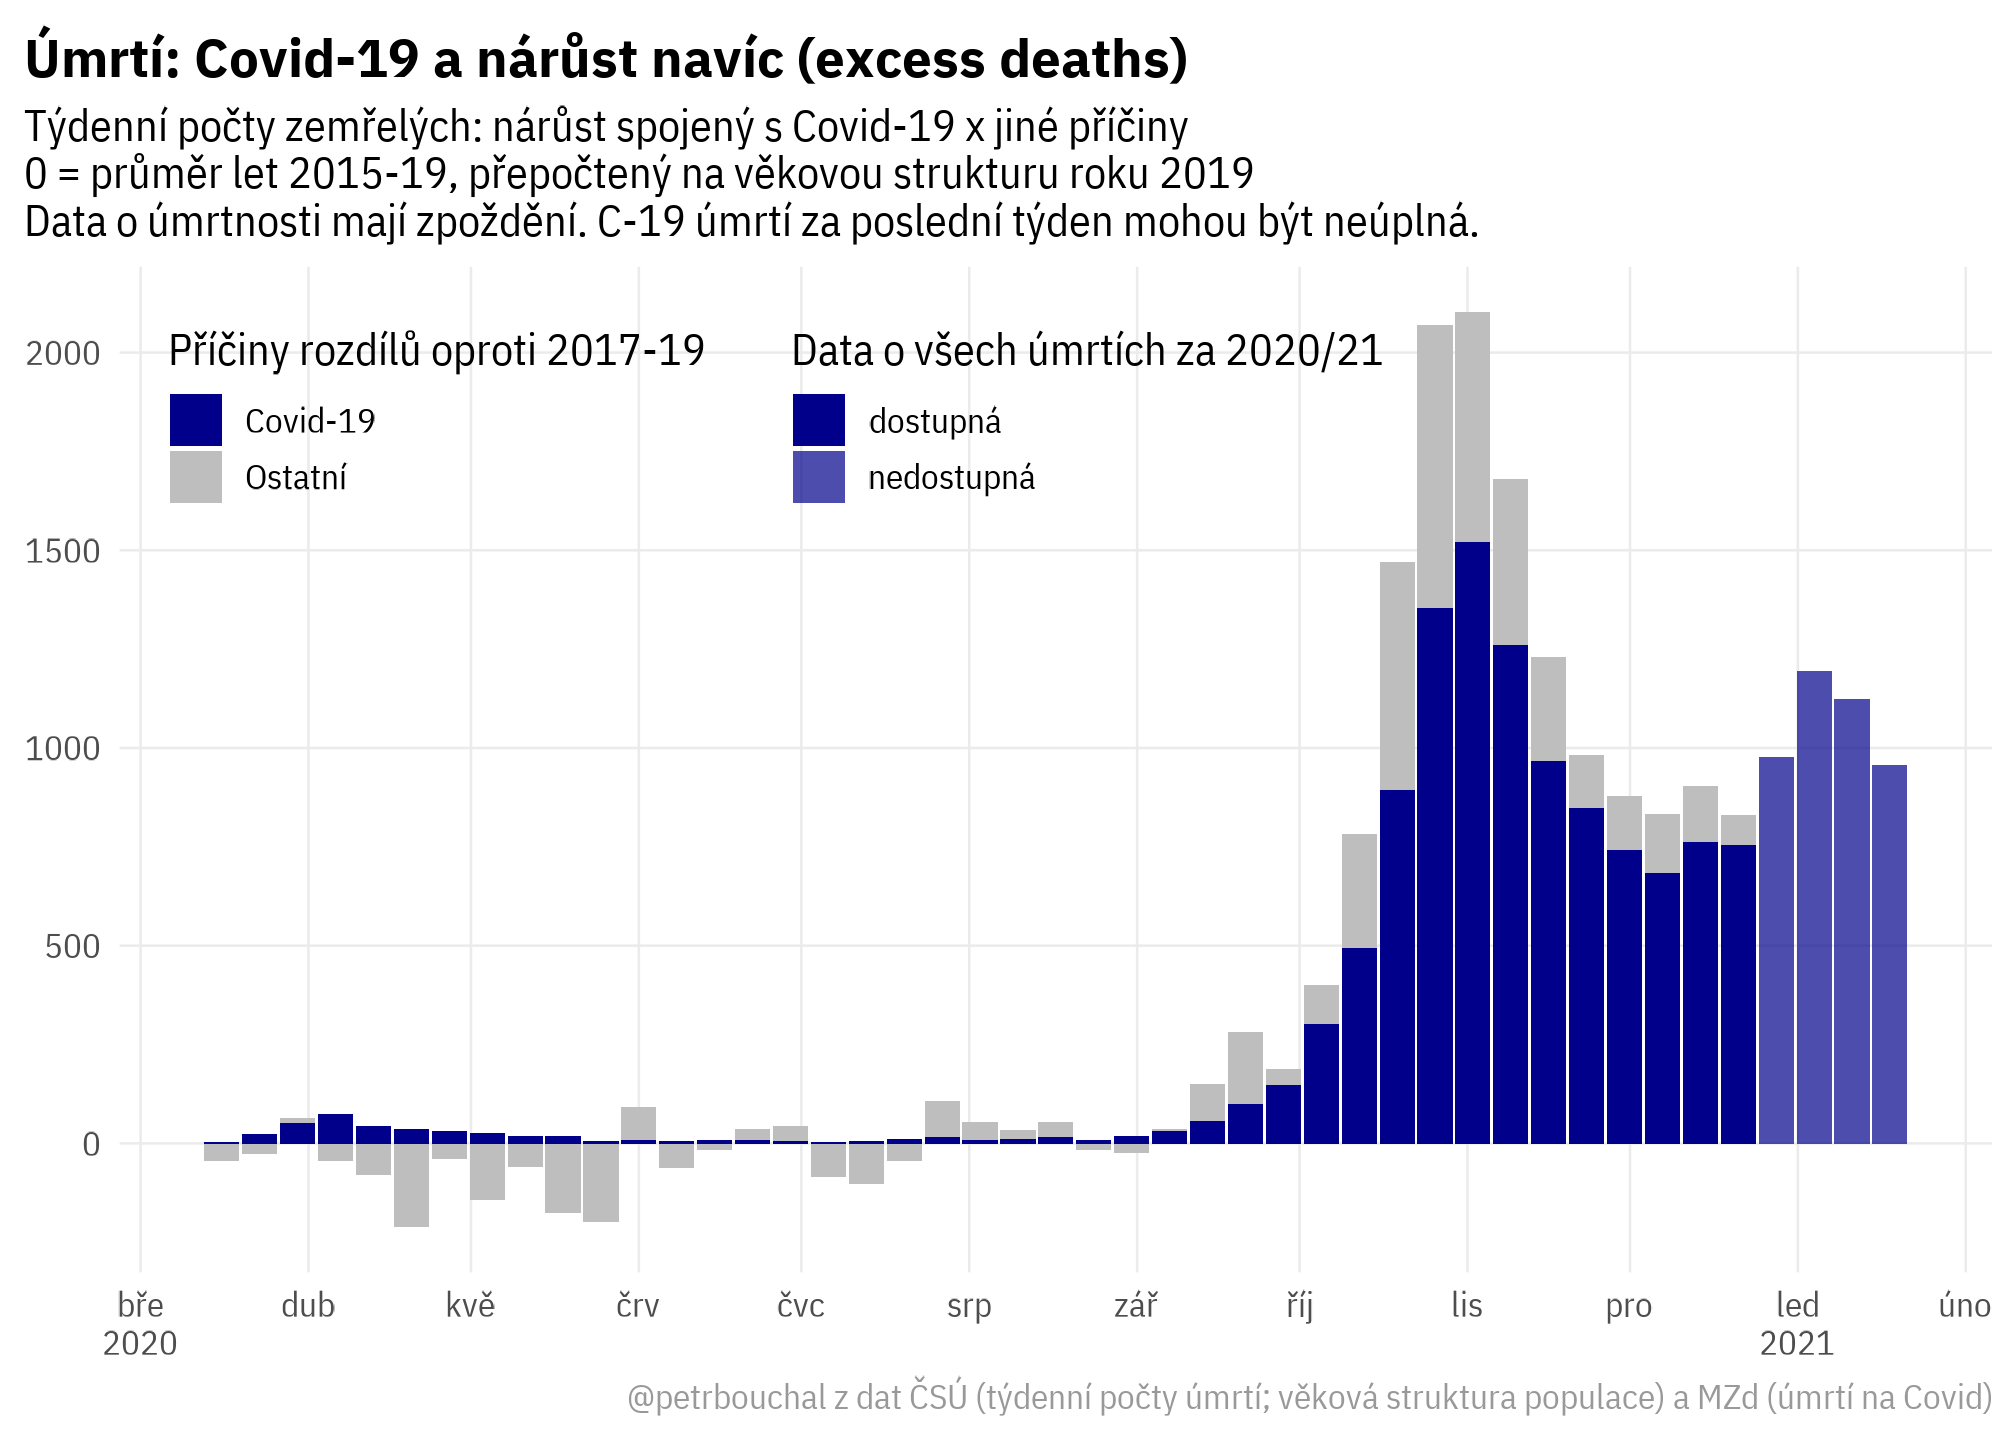 Úmrtí: Covid-19 a nárůst navíc (excess deaths)
Týdenní počty zemřelých: nárůst spojený s Covid-19 x jiné příčiny
0 = průměr let 2015-19, přepočtený na věkovou strukturu roku 2019
Data o úmrtnosti mají zpoždění. C-19 úmrtí za poslední týden mohou být neúplná.
Příčiny rozdílů oproti 2017-19
Covid-19
Ostatní
Data o všech úmrtích za 2020/21
dostupná
nedostupná
2000
1500
1000
500
0
bře dub kvě črv čvc srp zář říj lis pro led úno
2020 2021
@petrbouchal z dat ČSÚ (týdenní počty úmrtí; věková struktura populace) a MZd (úmrtí na Covid)